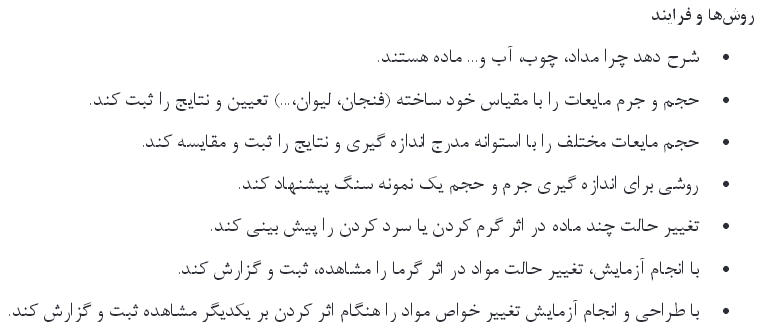 روش‌ها و فرایند
• شرح دهد چرا مداد، چوب، آب و... ماده هستند.
• حجم و جرم مایعات را با مقیاس خود ساخته (فنجان، لیوان،...) تعیین و نتایج را ثبت کند.
• حجم مایعات مختلف را با استوانه مدرج اندازه گیری و نتایج را ثبت و مقایسه کند.
• روشی برای اندازه گیری جرم و حجم یک نمونه سنگ پیشنهاد کند.
• تغییر حالت چند ماده در اثر گرم کردن یا سرد کردن را پیش بینی کند.
• با انجام آزمایش، تغییر حالت مواد در اثر گرما را مشاهده، ثبت و گزارش کند.
• با طراحی و انجام آزمایش تغییر خواص مواد را هنگام اثر کردن بر یکدیگر مشاهده ثبت و گزارش کند.